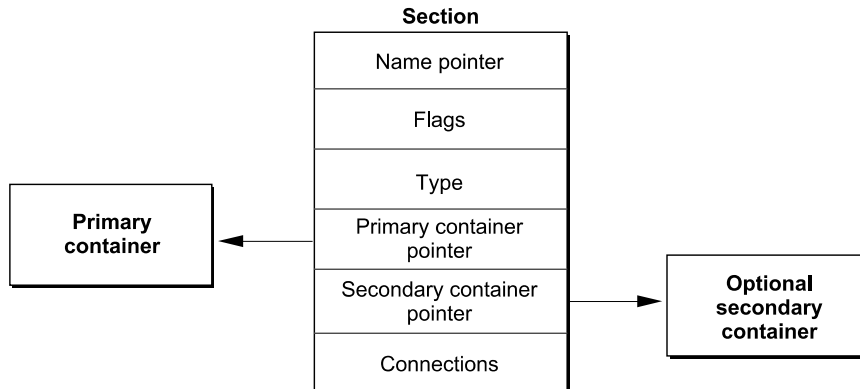 Section
Name pointer
Flags
Type
Primary container
pointer
Secondary container
pointer
Connections
Primary
container
Optional
secondary
container